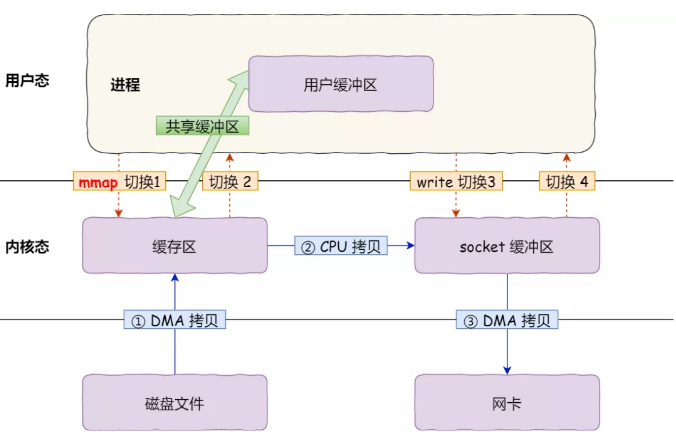 用户态
进程
用户缓冲区
共享缓冲区
mmap 切换1
切换 2
write 切换3
切换 4
内核态
缓存区
② CPU 拷贝
socket 缓冲区
① DMA 拷贝
③ DMA 拷贝
磁盘文件
网卡